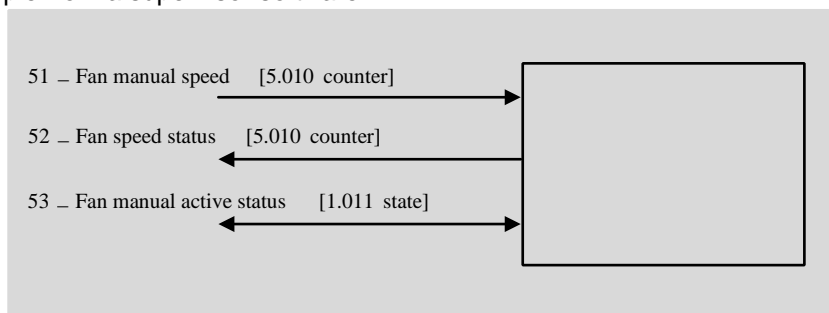 51 – Fan manual speed [5.010 counter]
52 – Fan speed status [5.010 counter]
53 – Fan manual active status [1.011 state]